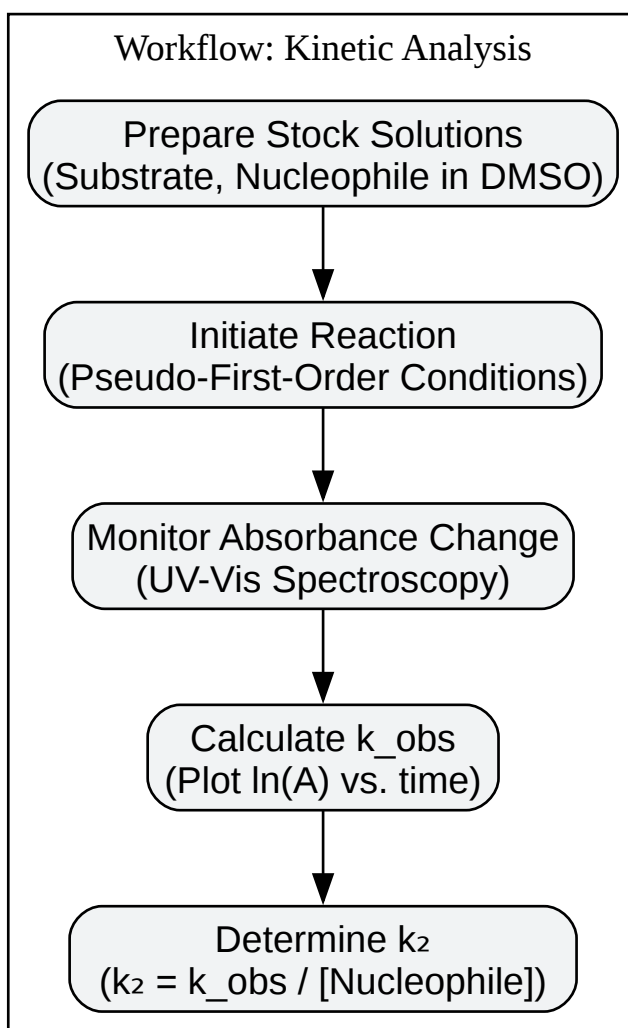 Workflow: Kinetic Analysis
Prepare Stock Solutions
(Substrate, Nucleophile in DMSO)
Initiate Reaction
(Pseudo-First-Order Conditions)
Monitor Absorbance Change
(UV-Vis Spectroscopy)
Calculate k_obs
(Plot ln(A) vs. time)
Determine k₂
(k₂ = k_obs / [Nucleophile])